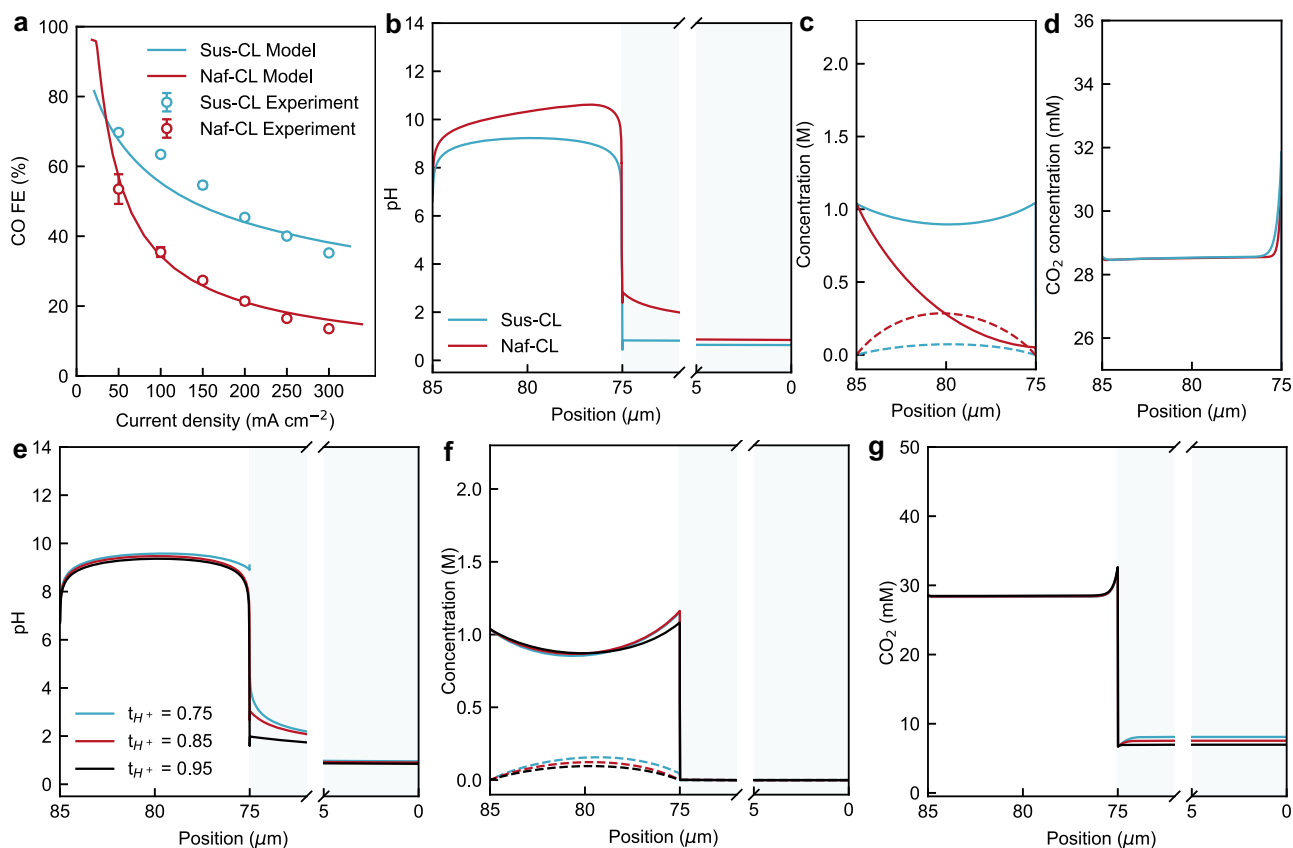 a
100
80
60
40
20
0
CO FE (%)
Sus-CL Model
Naf-CL Model
Sus-CL Experiment
Naf-CL Experiment
50 100 150 200 250 300
Current density (mA cm⁻²)
b
14
12
10
8
6
4
2
0
pH
Sus-CL
Naf-CL
85 80 75 5 0
Position (μm)
c
2.0
1.5
1.0
0.5
0.0
Concentration (M)
85 80 75
Position (μm)
d
36
34
32
30
28
26
CO₂ concentration (mM)
85 80 75
Position (μm)
e
14
12
10
8
6
4
2
0
pH
t_H⁺ = 0.75
t_H⁺ = 0.85
t_H⁺ = 0.95
85 80 75 5 0
Position (μm)
f
2.0
1.5
1.0
0.5
0.0
Concentration (M)
85 80 75 5 0
Position (μm)
g
50
40
30
20
10
0
CO₂ (mM)
85 80 75 5 0
Position (μm)